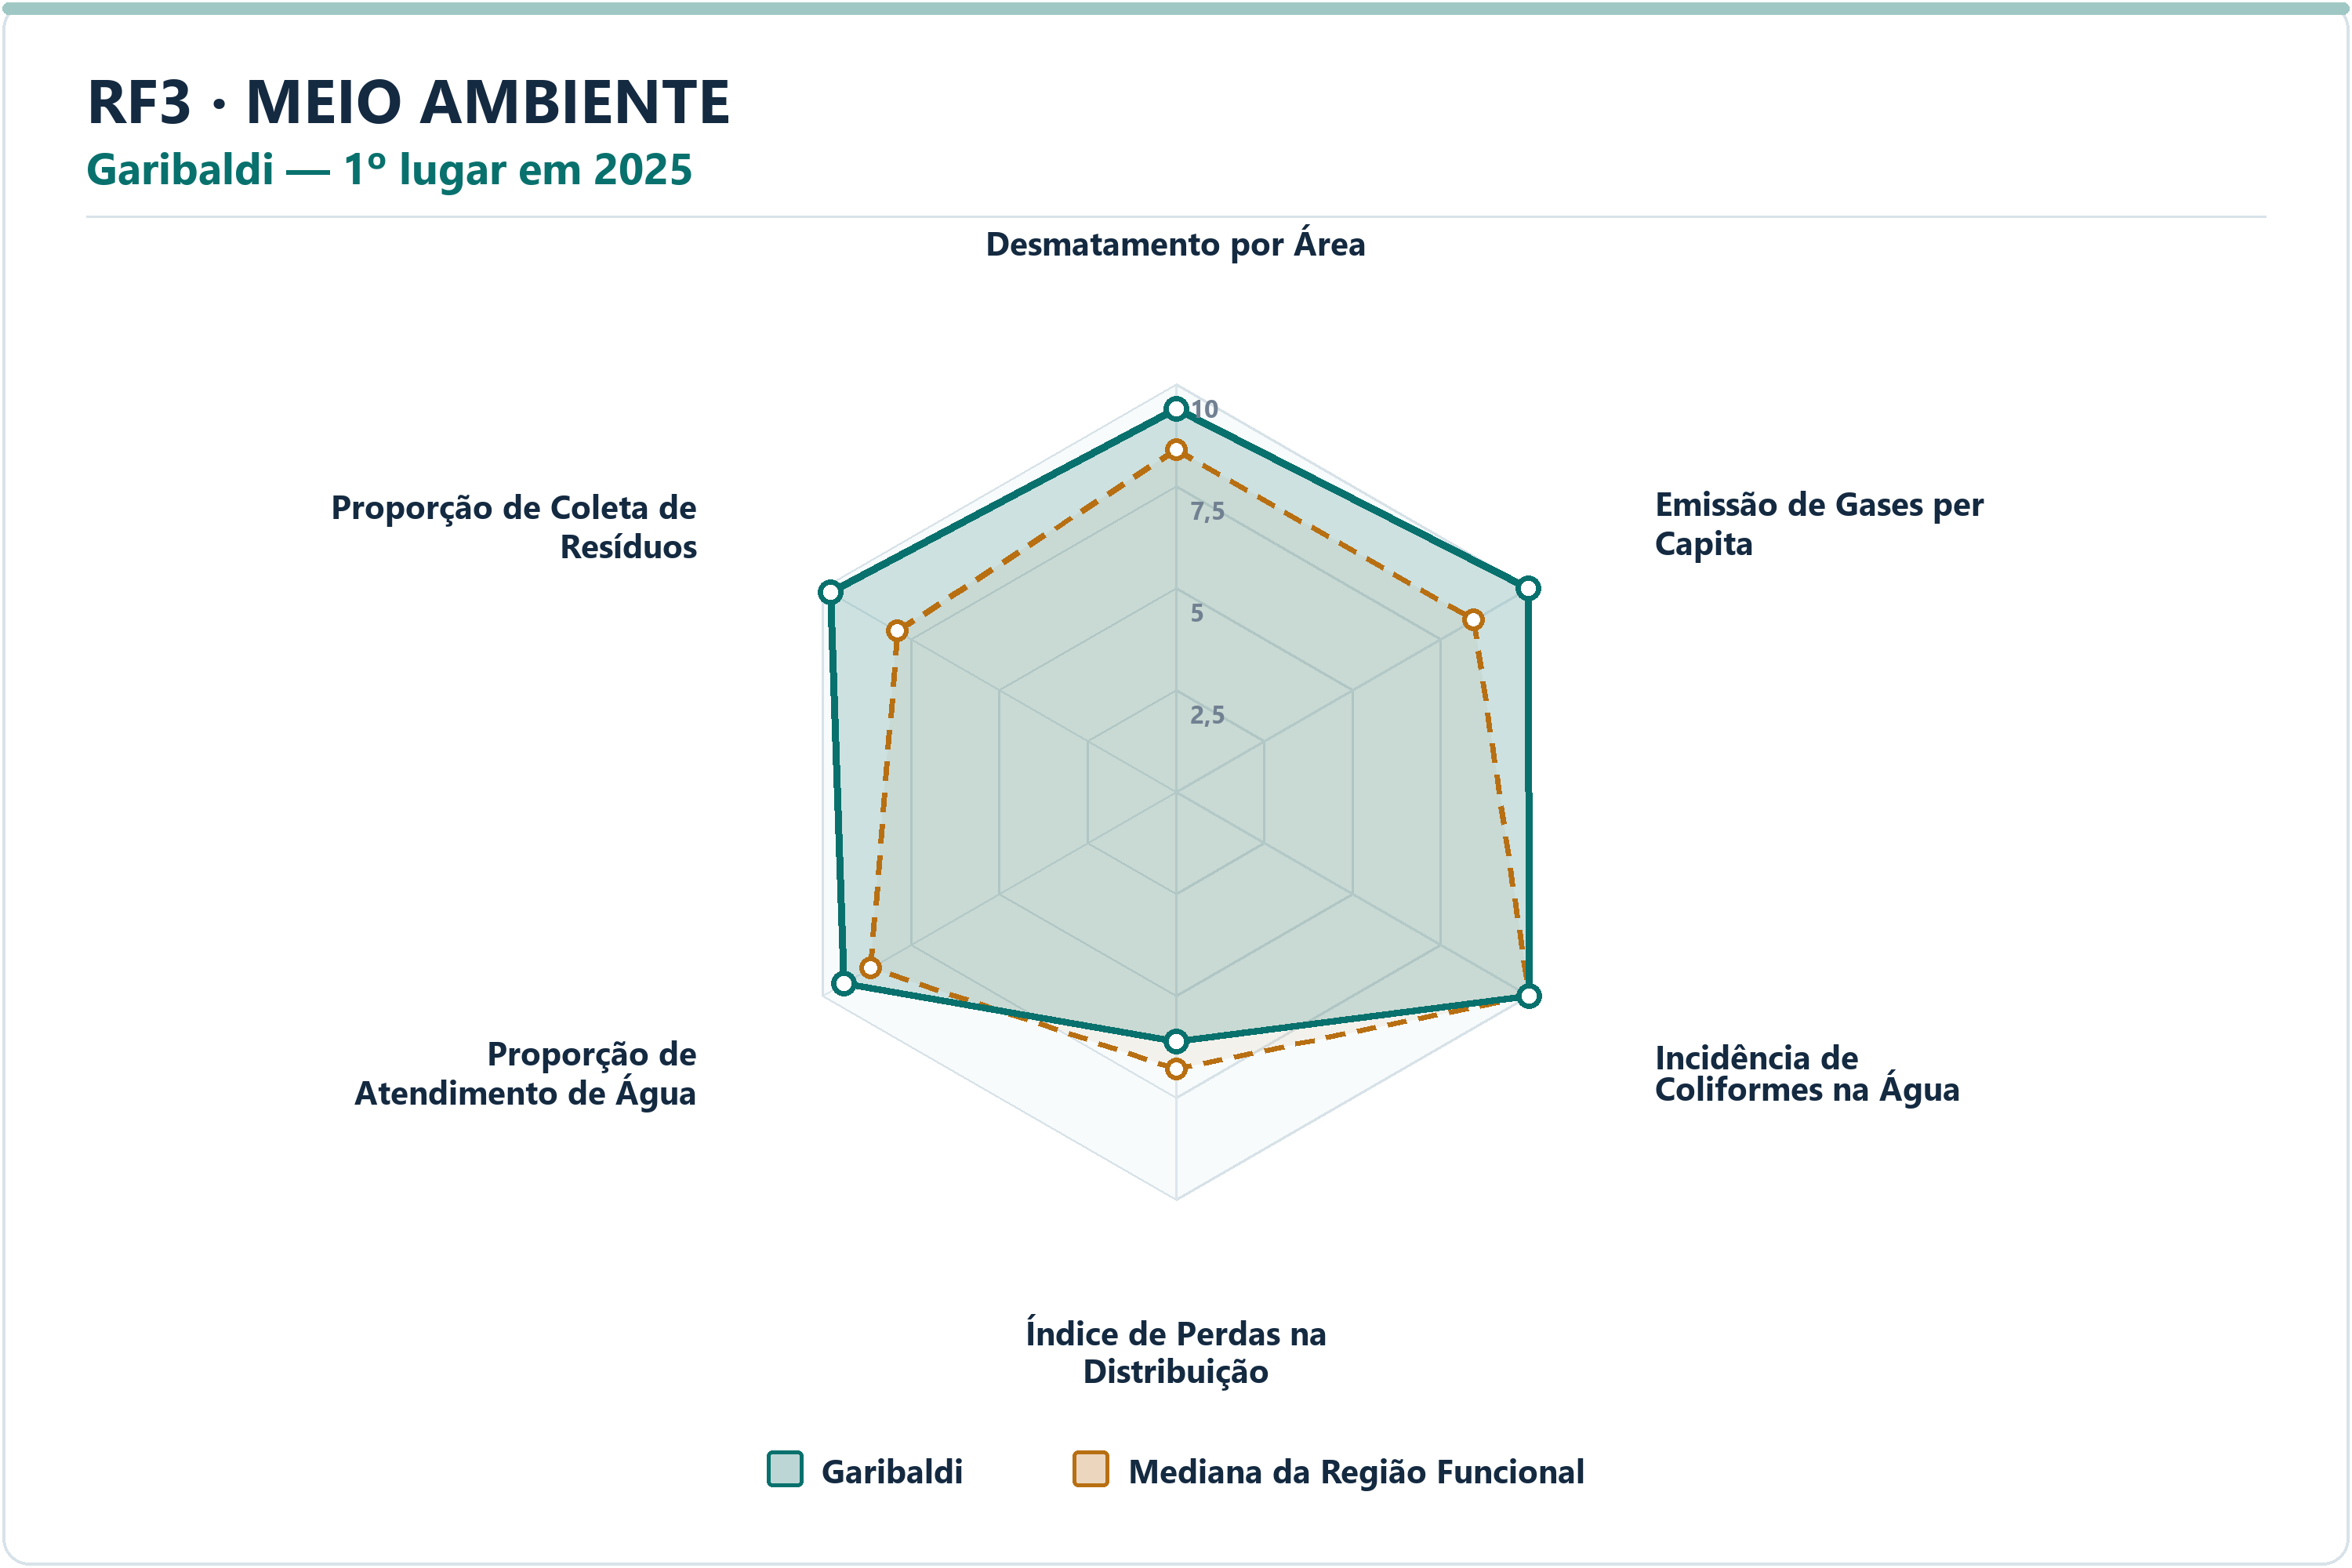 RF3 · MEIO AMBIENTE
Garibaldi — 1º lugar em 2025
Desmatamento por Área
10
7,5
5
2,5
Emissão de Gases per
Capita
Incidência de
Coliformes na Água
Índice de Perdas na
Distribuição
Proporção de
Atendimento de Água
Proporção de Coleta de
Resíduos
Garibaldi
Mediana da Região Funcional